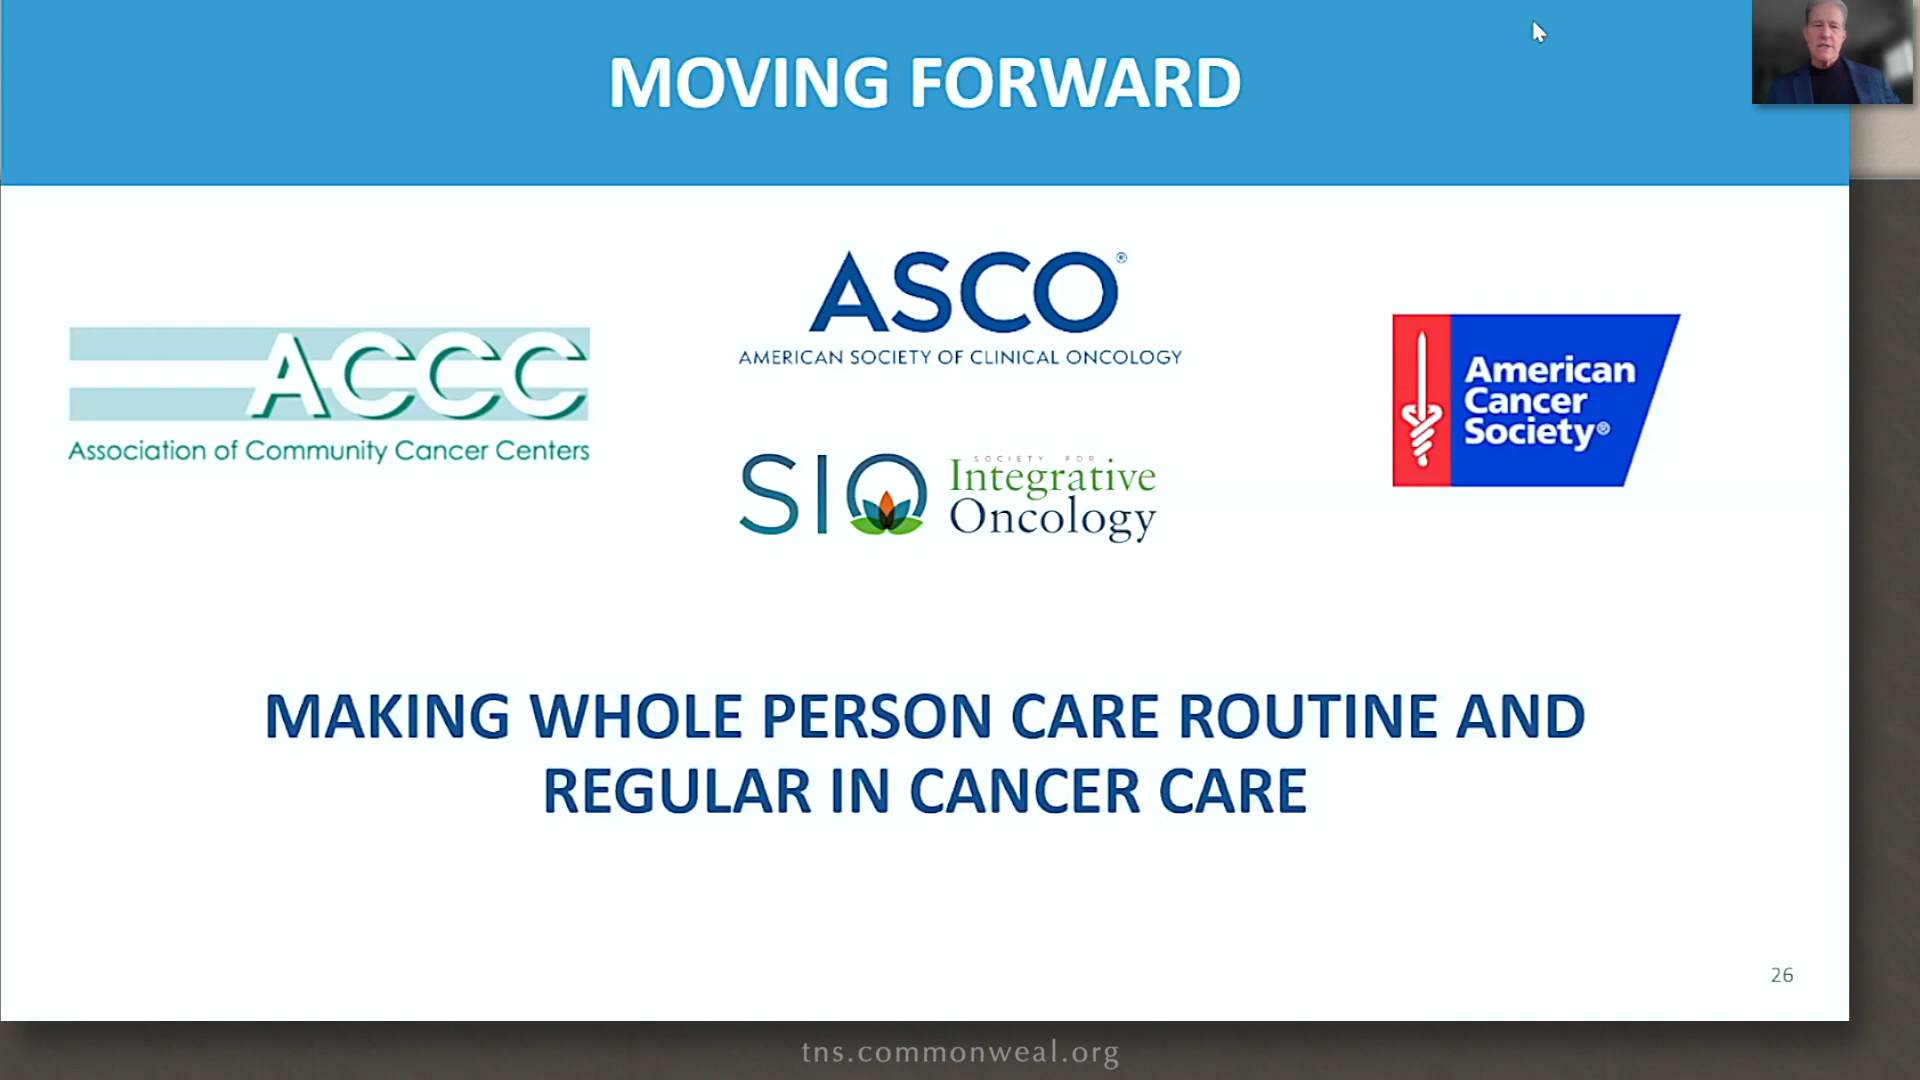 MOVING FORWARD
ACCC
Association of Community Cancer Centers
ASCO®
AMERICAN SOCIETY OF CLINICAL ONCOLOGY
SIO
SOCIETY FOR
Integrative
Oncology
American
Cancer
Society®
MAKING WHOLE PERSON CARE ROUTINE AND
REGULAR IN CANCER CARE
26
tns.commonweal.org